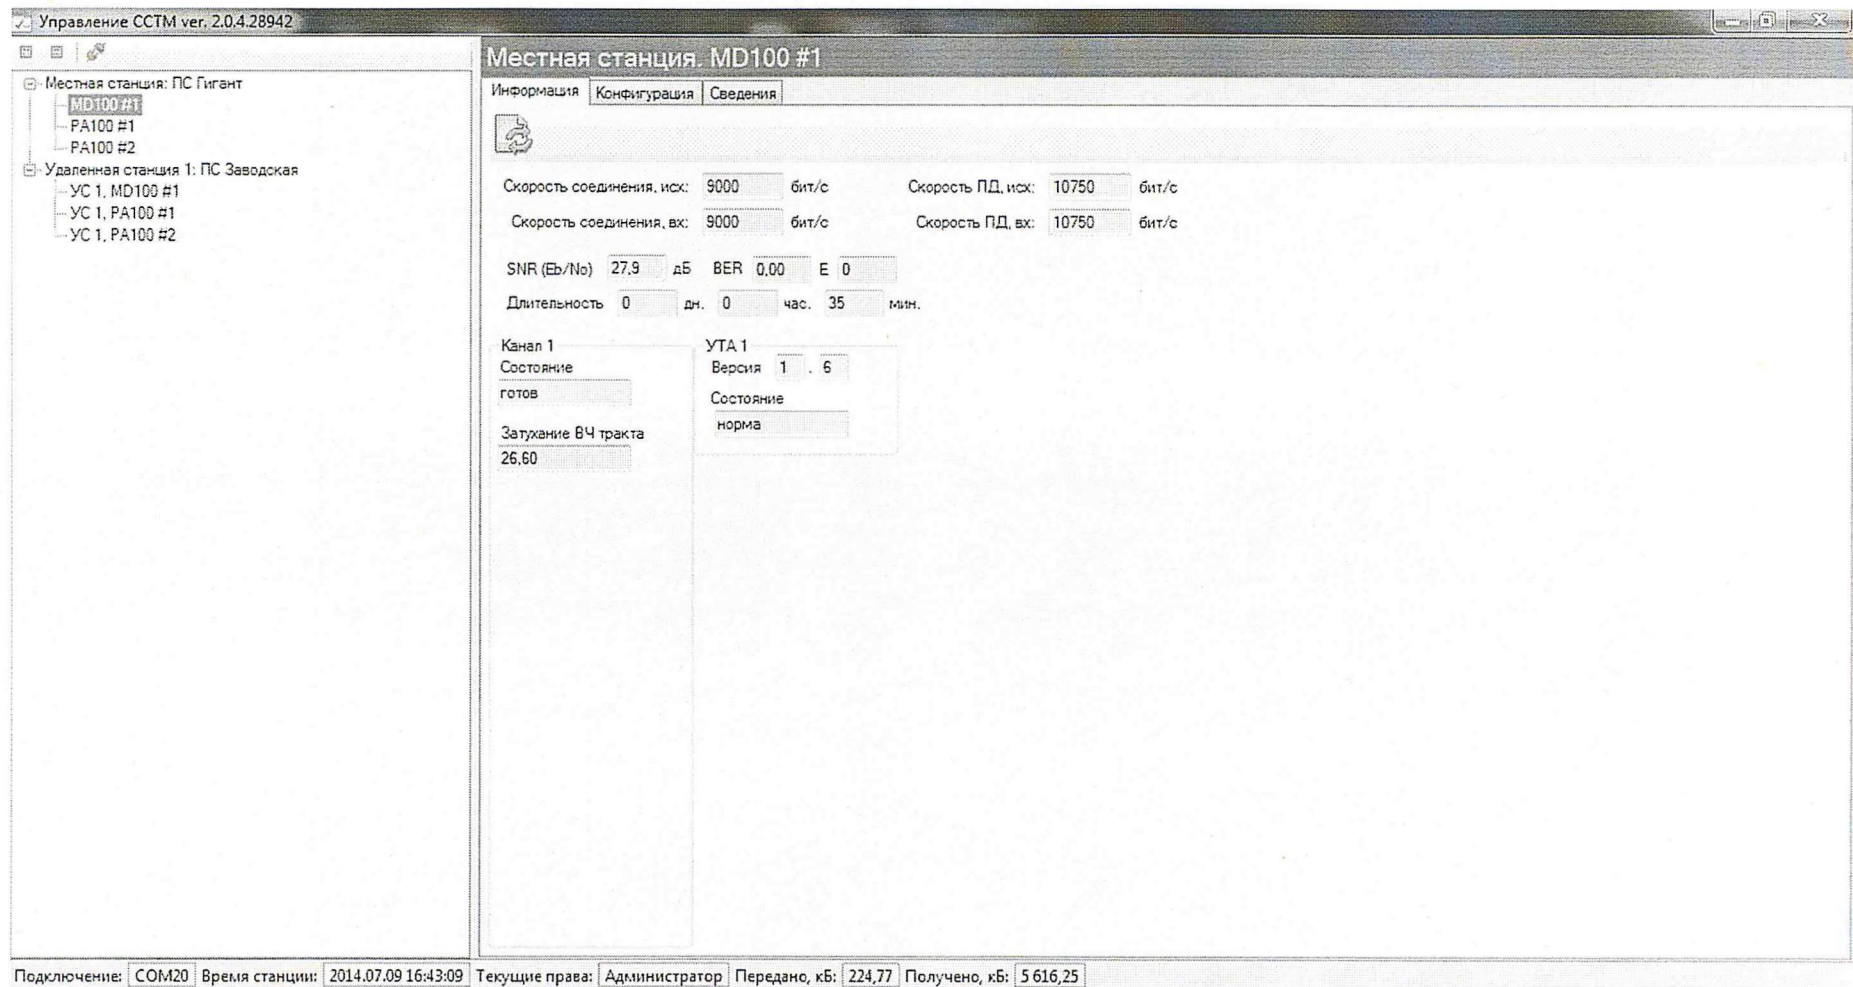 Управление ССТМ ver. 2.0.4.28942
Местная станция: ПС Гигант
MD100 #1
PA100 #1
PA100 #2
Удаленная станция 1: ПС Заводская
УС 1, MD100 #1
УС 1, PA100 #1
УС 1, PA100 #2
Местная станция. MD100 #1
Информация Конфигурация Сведения
Скорость соединения, исх: 9000 бит/с Скорость ПД, исх: 10750 бит/с
Скорость соединения, вх: 9000 бит/с Скорость ПД, вх: 10750 бит/с
SNR (Eb/No) 27,9 дБ BER 0,00 E 0
Длительность 0 дн. 0 час. 35 мин.
Канал 1
Состояние
готов
Затухание ВЧ тракта
26,60
УТА 1
Версия 1 . 6
Состояние
норма
Подключение: COM20 Время станции: 2014.07.09 16:43:09 Текущие права: Администратор Передано, кБ: 224,77 Получено, кБ: 5 616,25